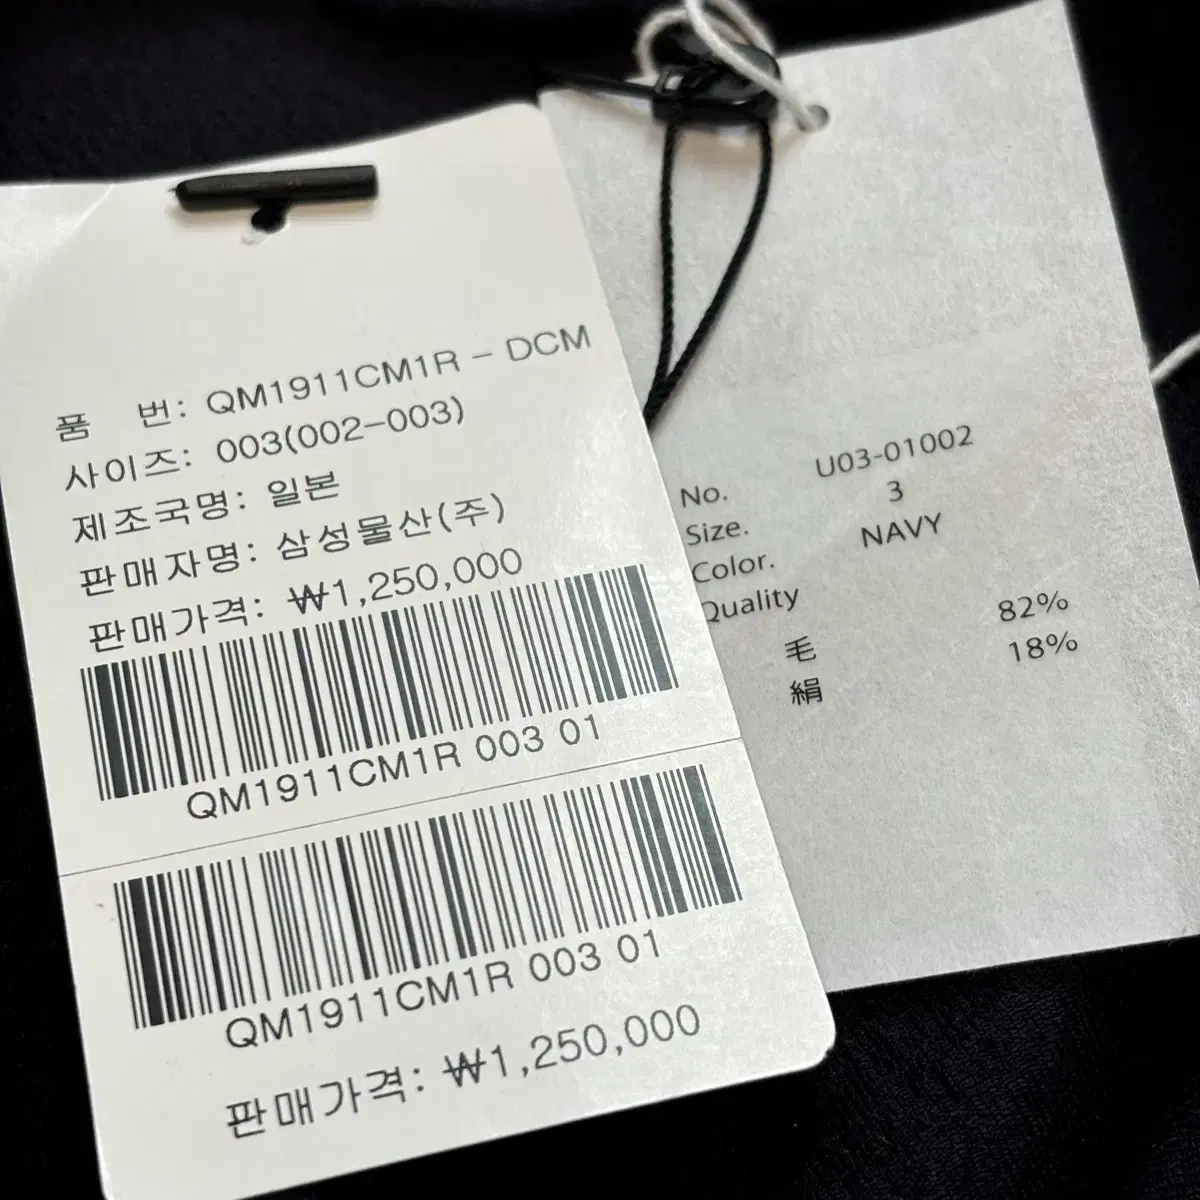 품 번: QM1911CM1R - DCM
사이즈: 003(002-003)
제조국명: 일본
판매자명: 삼성물산(주)
판매가격: ₩1,250,000
QM1911CM1R 003 01
QM1911CM1R 003 01
판매가격: ₩1,250,000
No. U03-01002
Size. 3
Color. NAVY
Quality
毛 82%
絹 18%